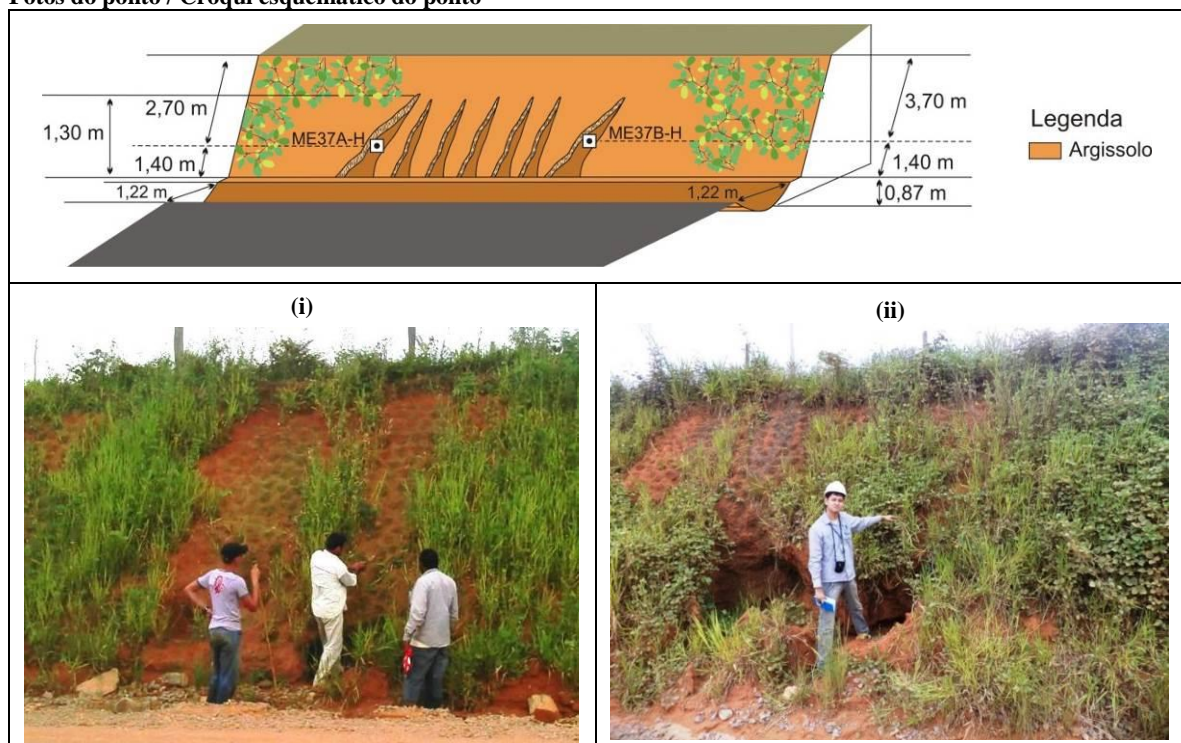 Fotos do ponto / Croqui esquemático do ponto
2,70 m
3,70 m
1,30 m
ME37A-H
ME37B-H
Legenda
Argissolo
1,40 m
1,40 m
1,22 m
1,22 m
0,87 m
(i)
(ii)